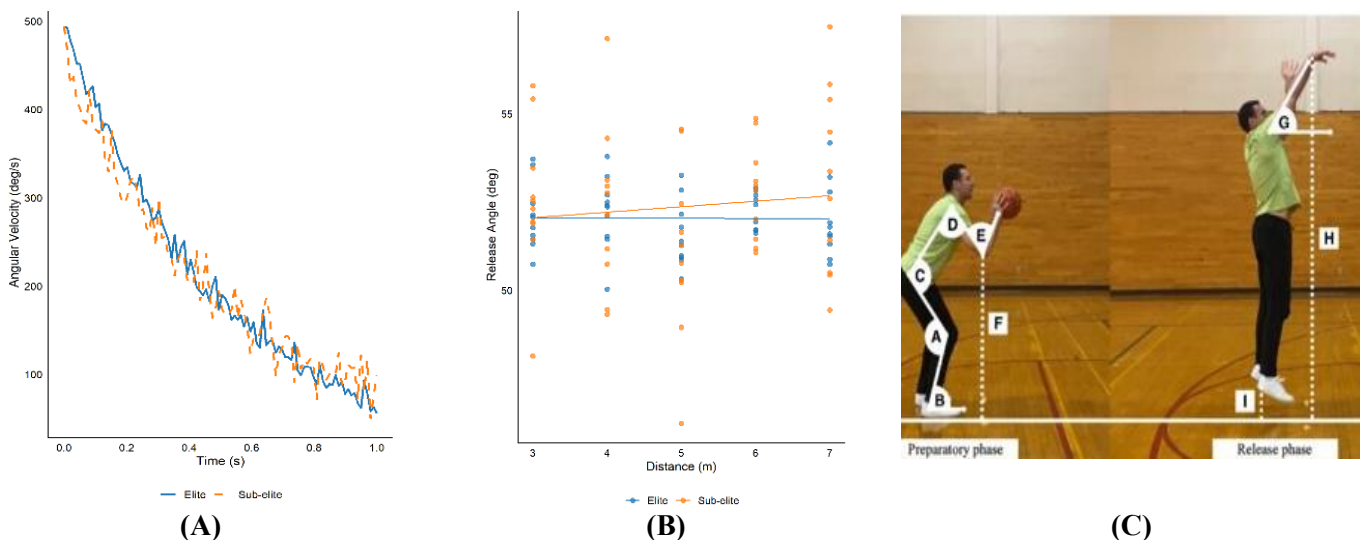 500
400
300
200
100
Angular Velocity (deg/s)
0.0 0.2 0.4 0.6 0.8 1.0
Time (s)
Elite Sub-elite
(A)
55
50
Release Angle (deg)
3 4 5 6 7
Distance (m)
Elite Sub-elite
(B)
G
D
E
C
H
F
A
B
I
Preparatory phase
Release phase
(C)